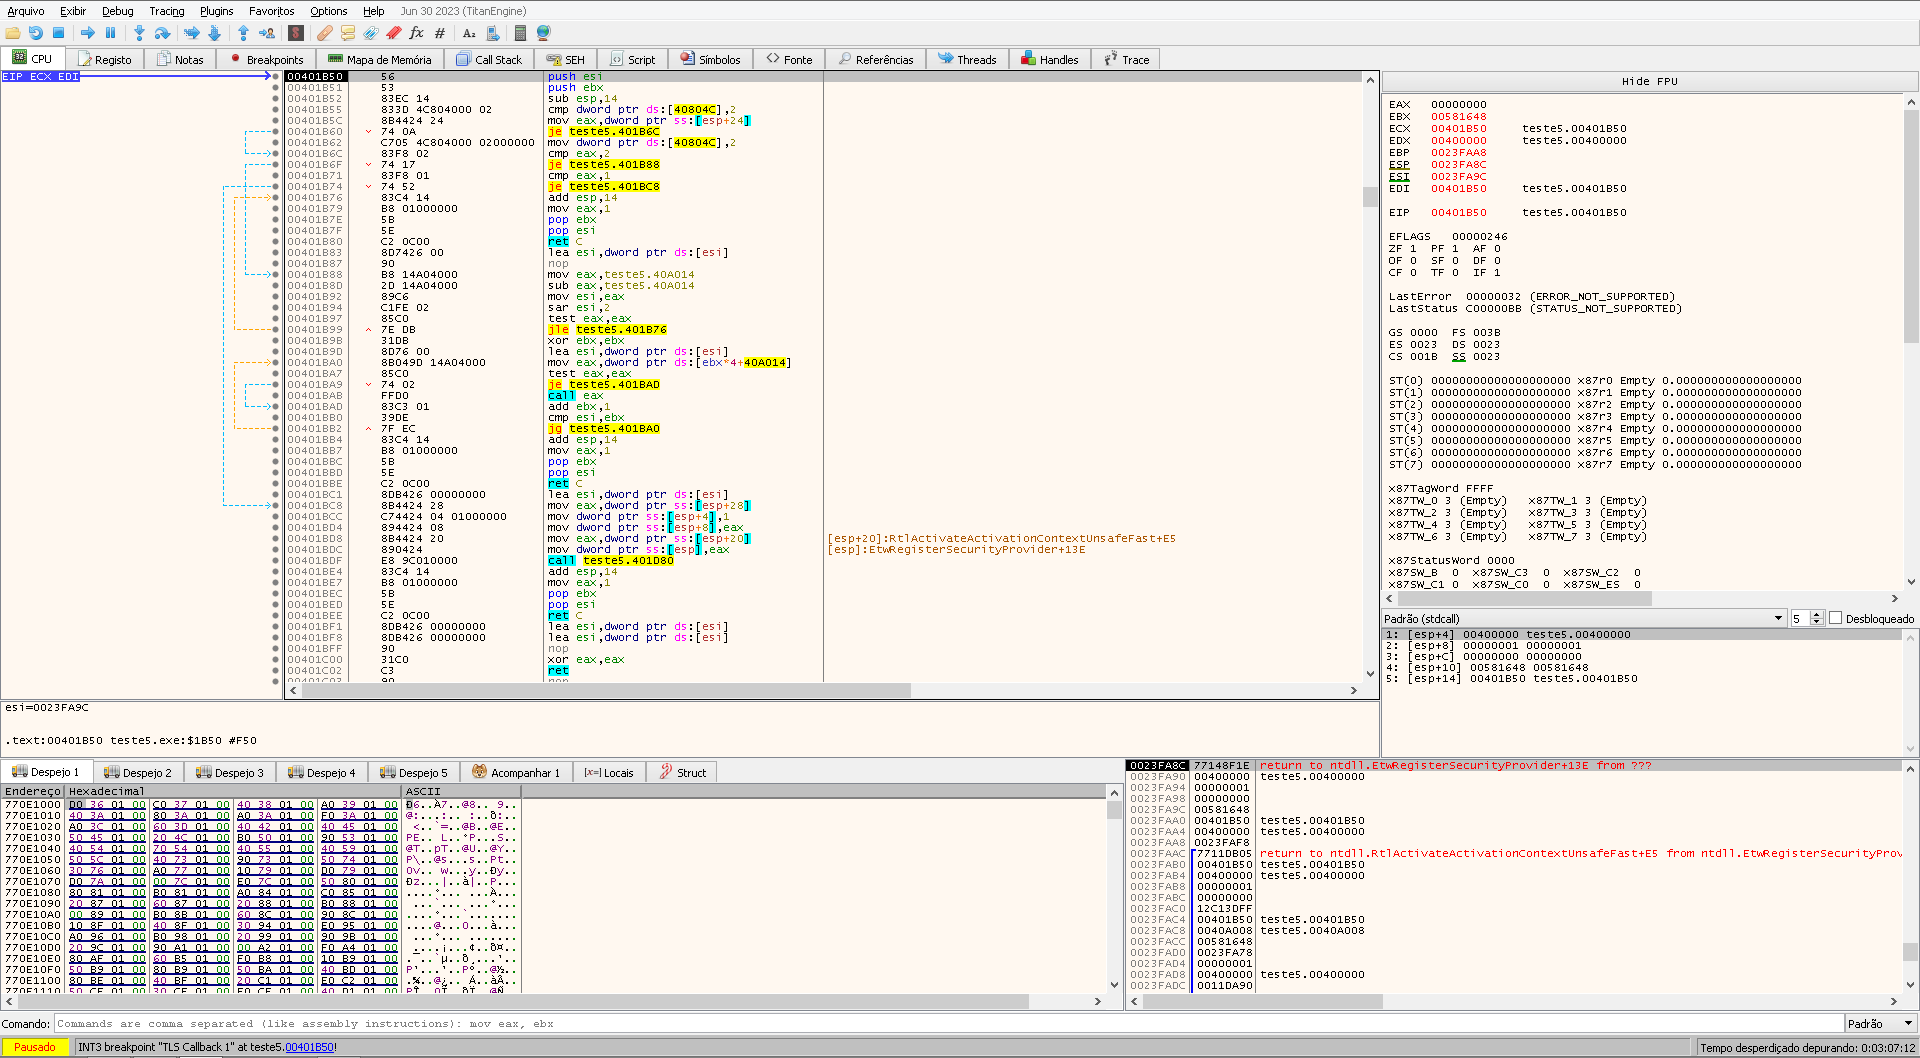 Arquivo Exibir Debug Tracing Plugins Favoritos Options Help Jun 30 2023 (TitanEngine)
CPU Registo Notas Breakpoints Mapa de Memória Call Stack SEH Script Símbolos Fonte Referências Threads Handles Trace
EIP ECX EDI
00401B50 56 push esi
00401B51 53 push ebx
00401B52 83EC 14 sub esp,14
00401B55 833D 4C804000 02 cmp dword ptr ds:[40804C],2
00401B5C 8B4424 24 mov eax,dword ptr ss:[esp+24]
00401B60 74 0A je teste5.401B6C
00401B62 C705 4C804000 02000000 mov dword ptr ds:[40804C],2
00401B6C 83F8 02 cmp eax,2
00401B6F 74 17 je teste5.401B88
00401B71 83F8 01 cmp eax,1
00401B74 74 52 je teste5.401BC8
00401B76 83C4 14 add esp,14
00401B79 B8 01000000 mov eax,1
00401B7E 5B pop ebx
00401B7F 5E pop esi
00401B80 C2 0C00 ret C
00401B83 8D7426 00 lea esi,dword ptr ds:[esi]
00401B87 90 nop
00401B88 B8 14A04000 mov eax,teste5.40A014
00401B8D 2D 14A04000 sub eax,teste5.40A014
00401B92 89C6 mov esi,eax
00401B94 C1FE 02 sar esi,2
00401B97 85C0 test eax,eax
00401B99 7E DB jle teste5.401B76
00401B9B 31DB xor ebx,ebx
00401B9D 8D76 00 lea esi,dword ptr ds:[esi]
00401BA0 8B049D 14A04000 mov eax,dword ptr ds:[ebx*4+40A014]
00401BA7 85C0 test eax,eax
00401BA9 74 02 je teste5.401BAD
00401BAB FFD0 call eax
00401BAD 83C3 01 add ebx,1
00401BB0 39DE cmp esi,ebx
00401BB2 7F EC jg teste5.401BA0
00401BB4 83C4 14 add esp,14
00401BB7 B8 01000000 mov eax,1
00401BBC 5B pop ebx
00401BBD 5E pop esi
00401BBE C2 0C00 ret C
00401BC1 8DB426 00000000 lea esi,dword ptr ds:[esi]
00401BC8 8B4424 28 mov eax,dword ptr ss:[esp+28]
00401BCC C74424 04 01000000 mov dword ptr ss:[esp+4],1
00401BD4 894424 08 mov dword ptr ss:[esp+8],eax
00401BD8 8B4424 20 mov eax,dword ptr ss:[esp+20] [esp+20]:RtlActivateActivationContextUnsafeFast+E5
00401BDC 890424 mov dword ptr ss:[esp],eax [esp]:EtwRegisterSecurityProvider+13E
00401BDF E8 9C010000 call teste5.401D80
00401BE4 83C4 14 add esp,14
00401BE7 B8 01000000 mov eax,1
00401BEC 5B pop ebx
00401BED 5E pop esi
00401BEE C2 0C00 ret C
00401BF1 8DB426 00000000 lea esi,dword ptr ds:[esi]
00401BF8 8DB426 00000000 lea esi,dword ptr ds:[esi]
00401BFF 90 nop
00401C00 31C0 xor eax,eax
00401C02 C3 ret
00401C03 90 nop
Hide FPU
EAX 00000000
EBX 00581648
ECX 00401B50 teste5.00401B50
EDX 00400000 teste5.00400000
EBP 0023FAA8
ESP 0023FA8C
ESI 0023FA9C
EDI 00401B50 teste5.00401B50
EIP 00401B50 teste5.00401B50
EFLAGS 00000246
ZF 1 PF 1 AF 0
OF 0 SF 0 DF 0
CF 0 TF 0 IF 1
LastError 00000032 (ERROR_NOT_SUPPORTED)
LastStatus C00000BB (STATUS_NOT_SUPPORTED)
GS 0000 FS 003B
ES 0023 DS 0023
CS 001B SS 0023
ST(0) 00000000000000000000 x87r0 Empty 0.000000000000000000
ST(1) 00000000000000000000 x87r1 Empty 0.000000000000000000
ST(2) 00000000000000000000 x87r2 Empty 0.000000000000000000
ST(3) 00000000000000000000 x87r3 Empty 0.000000000000000000
ST(4) 00000000000000000000 x87r4 Empty 0.000000000000000000
ST(5) 00000000000000000000 x87r5 Empty 0.000000000000000000
ST(6) 00000000000000000000 x87r6 Empty 0.000000000000000000
ST(7) 00000000000000000000 x87r7 Empty 0.000000000000000000
x87TagWord FFFF
x87TW_0 3 (Empty) x87TW_1 3 (Empty)
x87TW_2 3 (Empty) x87TW_3 3 (Empty)
x87TW_4 3 (Empty) x87TW_5 3 (Empty)
x87TW_6 3 (Empty) x87TW_7 3 (Empty)
x87StatusWord 0000
x87SW_B 0 x87SW_C3 0 x87SW_C2 0
x87SW_C1 0 x87SW_C0 0 x87SW_ES 0
Padrão (stdcall) 5 Desbloqueado
1: [esp+4] 00400000 teste5.00400000
2: [esp+8] 00000001 00000001
3: [esp+C] 00000000 00000000
4: [esp+10] 00581648 00581648
5: [esp+14] 00401B50 teste5.00401B50
esi=0023FA9C
.text:00401B50 teste5.exe:$1B50 #F50
Despejo 1 Despejo 2 Despejo 3 Despejo 4 Despejo 5 Acompanhar 1 Locais Struct
Endereço Hexadecimal ASCII
770E1000 D0 36 01 00 C0 37 01 00 40 38 01 00 A0 39 01 00 Ð6..À7..@8.. 9..
770E1010 40 3A 01 00 80 3A 01 00 A0 3A 01 00 F0 3A 01 00
770E1020 A0 3C 01 00 60 3D 01 00 40 42 01 00 40 45 01 00
770E1030 50 45 01 00 20 4C 01 00 B0 50 01 00 90 53 01 00
770E1040 40 54 01 00 70 54 01 00 40 55 01 00 40 59 01 00
770E1050 50 5C 01 00 40 73 01 00 90 73 01 00 50 74 01 00
770E1060 30 76 01 00 A0 77 01 00 10 79 01 00 D0 79 01 00
770E1070 D0 7A 01 00 00 7C 01 00 E0 7C 01 00 50 80 01 00
770E1080 80 81 01 00 B0 81 01 00 A0 84 01 00 C0 85 01 00
770E1090 20 87 01 00 60 87 01 00 B0 88 01 00 20 88 01 00
770E10A0 00 89 01 00 B0 8B 01 00 60 8C 01 00 90 8C 01 00
770E10B0 10 8F 01 00 40 8F 01 00 30 94 01 00 E0 95 01 00
770E10C0 A0 96 01 00 B0 98 01 00 20 99 01 00 90 9B 01 00
770E10D0 20 9C 01 00 90 A1 01 00 00 A2 01 00 F0 A4 01 00
770E10E0 80 AF 01 00 60 B5 01 00 F0 B8 01 00 10 B9 01 00
770E10F0 50 B9 01 00 80 B9 01 00 50 BA 01 00 40 BD 01 00
770E1100 80 BE 01 00 40 BF 01 00 20 C1 01 00 E0 C2 01 00
0023FA8C 77148F1E return to ntdll.EtwRegisterSecurityProvider+13E from ???
0023FA90 00400000 teste5.00400000
0023FA94 00000001
0023FA98 00000000
0023FA9C 00581648
0023FAA0 00401B50 teste5.00401B50
0023FAA4 00400000 teste5.00400000
0023FAA8 0023FAF8
0023FAAC 7711DB05 return to ntdll.RtlActivateActivationContextUnsafeFast+E5 from ntdll.EtwRegisterSecurityProv
0023FAB0 00401B50 teste5.00401B50
0023FAB4 00400000 teste5.00400000
0023FAB8 00000001
0023FABC 00000000
0023FAC0 12C13DFF
0023FAC4 00401B50 teste5.00401B50
0023FAC8 0040A008 teste5.0040A008
0023FACC 00581648
0023FAD0 0023FA78
0023FAD4 00000001
0023FAD8 00400000 teste5.00400000
0023FADC 0011DA90
Comando: Commands are comma separated (like assembly instructions): mov eax, ebx Padrão
Pausado INT3 breakpoint "TLS Callback 1" at teste5.00401B50! Tempo desperdiçado depurando: 0:03:07:12